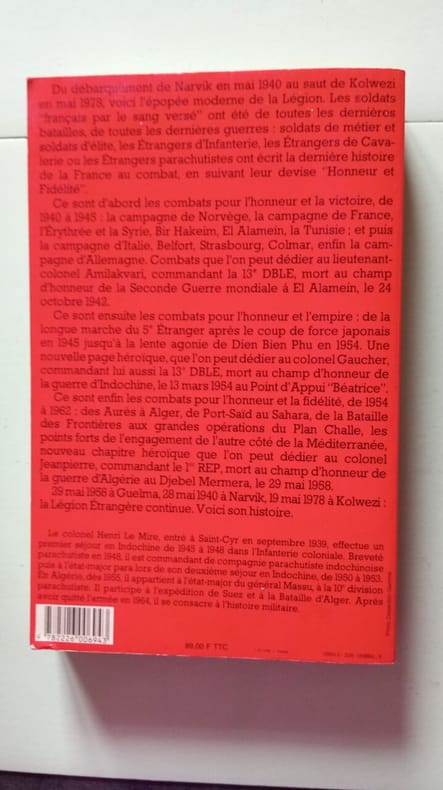 Du débarquement de Narvik en mai 1940 au saut de Kolwezi
en mai 1978, voici l'épopée moderne de la Légion. Les soldats
"français par le sang versé" ont été de toutes les dernières
batailles, de toutes les dernières guerres : soldats de métier et
soldats d'élite, les Étrangers d'Infanterie, les Étrangers de Cava-
lerie ou les Étrangers parachutistes ont écrit la dernière histoire
de la France au combat, en suivant leur devise "Honneur et
Fidélité".
Ce sont d'abord les combats pour l'honneur et la victoire, de
1940 à 1945 : la campagne de Norvège, la campagne de France,
l'Érythrée et la Syrie, Bir Hakeim, El Alamein, la Tunisie ; et puis
la campagne d'Italie, Belfort, Strasbourg, Colmar, enfin la cam-
pagne d'Allemagne. Combats que l'on peut dédier au lieutenant-
colonel Amilakvari, commandant la 13e DBLE, mort au champ
d'honneur de la Seconde Guerre mondiale à El Alamein, le 24
octobre 1942.
Ce sont ensuite les combats pour l'honneur et l'empire : de la
longue marche du 5e Étranger après le coup de force japonais
en 1945 jusqu'à la lente agonie de Dien Bien Phu en 1954. Une
nouvelle page héroïque, que l'on peut dédier au colonel Gaucher,
commandant lui aussi la 13e DBLE, mort au champ d'honneur de
la guerre d'Indochine, le 13 mars 1954 au Point d'Appui "Béatrice".
Ce sont enfin les combats pour l'honneur et la fidélité, de 1954
à 1962 : des Aurès à Alger, de Port-Saïd au Sahara, de la Bataille
des Frontières aux grandes opérations du Plan Challe, les
points forts de l'engagement de l'autre côté de la Méditerranée,
nouveau chapitre héroïque que l'on peut dédier au colonel
Jeanpierre, commandant le 1er REP, mort au champ d'honneur de
la guerre d'Algérie au Djebel Mermera, le 29 mai 1958.
29 mai 1958 à Guelma, 28 mai 1940 à Narvik, 19 mai 1978 à Kolwezi :
la Légion Étrangère continue. Voici son histoire.
Le colonel Henri Le Mire, entré à Saint-Cyr en septembre 1939, effectue un
premier séjour en Indochine de 1945 à 1948 dans l'Infanterie coloniale. Breveté
parachutiste en 1948, il est commandant de compagnie parachutiste indochinoise
puis à l'état-major para lors de son deuxième séjour en Indochine, de 1950 à 1953.
En Algérie, dès 1955, il appartient à l'état-major du général Massu, à la 10e division
parachutiste. Il participe à l'expédition de Suez et à la Bataille d'Alger. Après
avoir quitté l'armée en 1964, il se consacre à l'histoire militaire.
9 782226 006943
89,00 F TTC